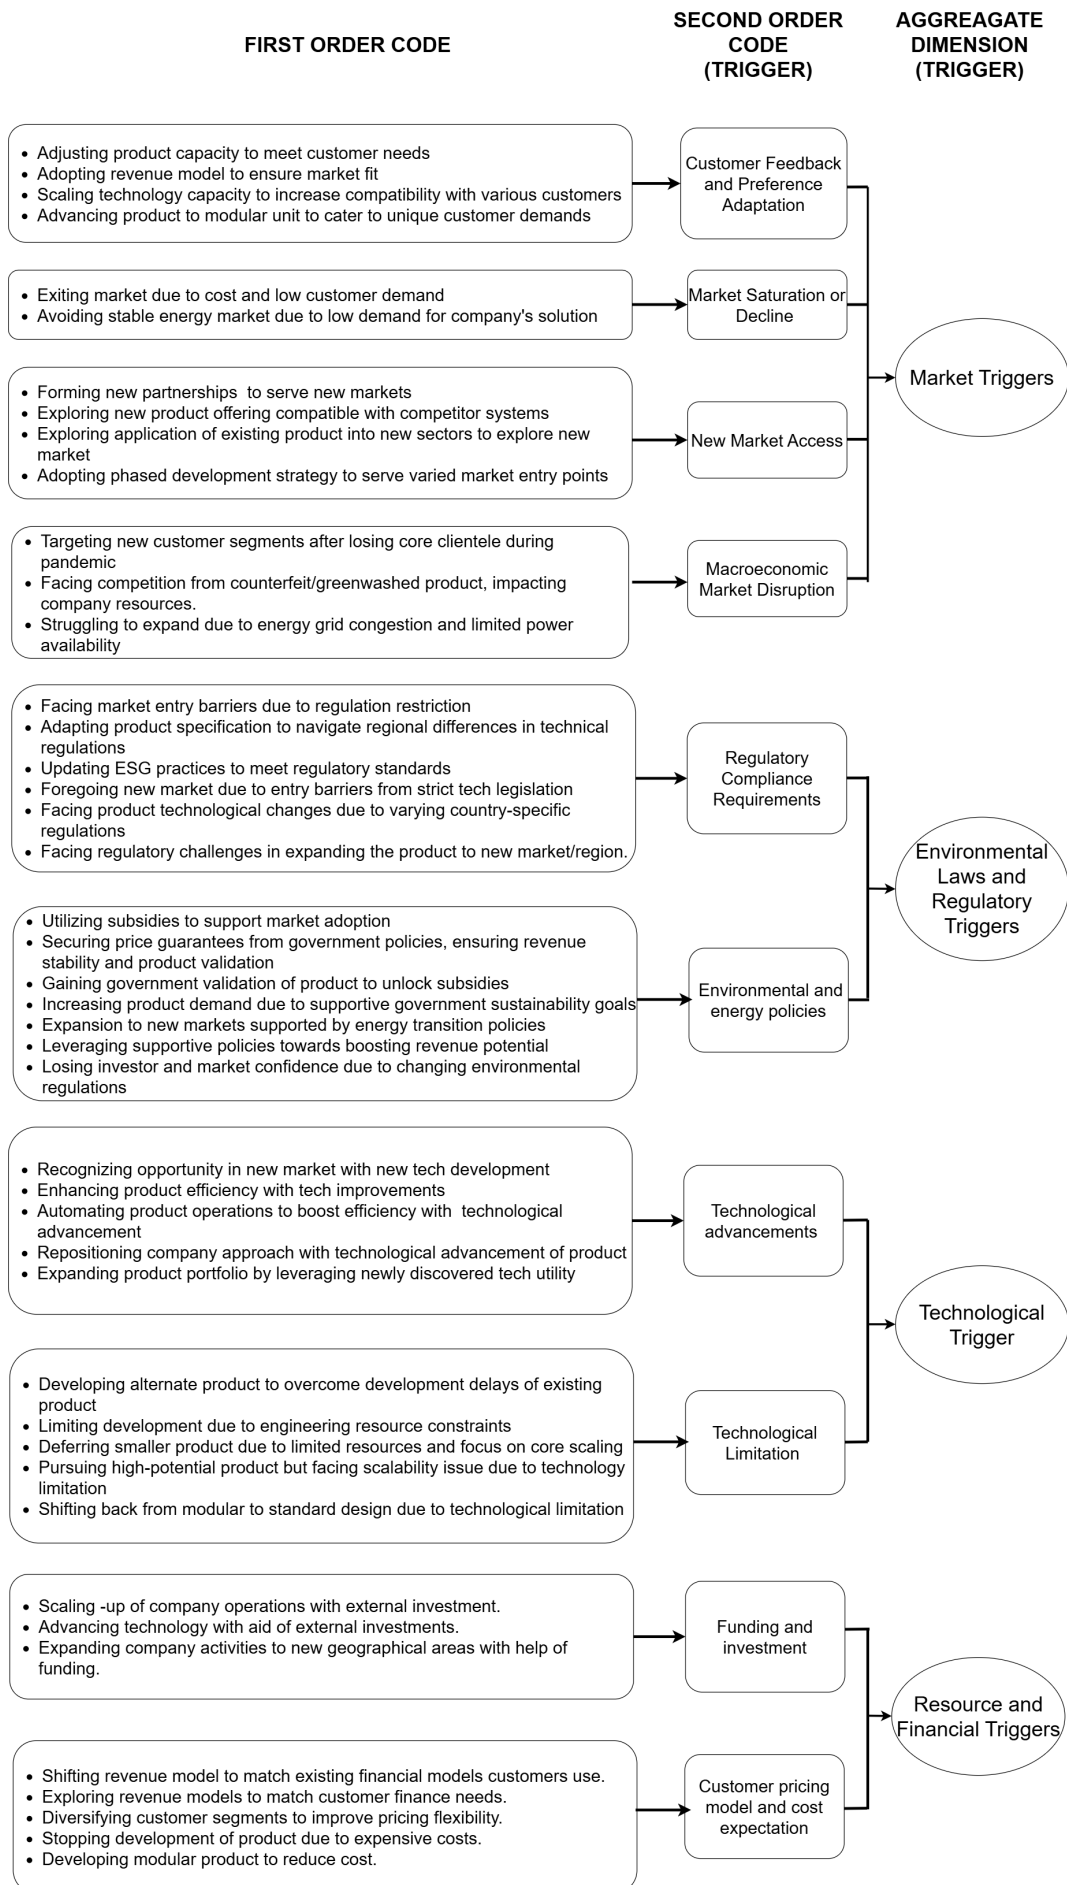 FIRST ORDER CODE
SECOND ORDER
CODE
(TRIGGER)
AGGREAGATE
DIMENSION
(TRIGGER)
Adjusting product capacity to meet customer needs
Adopting revenue model to ensure market fit
Scaling technology capacity to increase compatibility with various customers
Advancing product to modular unit to cater to unique customer demands
Customer Feedback
and Preference
Adaptation
Exiting market due to cost and low customer demand
Avoiding stable energy market due to low demand for company's solution
Market Saturation or
Decline
Forming new partnerships to serve new markets
Exploring new product offering compatible with competitor systems
Exploring application of existing product into new sectors to explore new
market
Adopting phased development strategy to serve varied market entry points
New Market Access
Targeting new customer segments after losing core clientele during
pandemic
Facing competition from counterfeit/greenwashed product, impacting
company resources.
Struggling to expand due to energy grid congestion and limited power
availability
Macroeconomic
Market Disruption
Market Triggers
Facing market entry barriers due to regulation restriction
Adapting product specification to navigate regional differences in technical
regulations
Updating ESG practices to meet regulatory standards
Foregoing new market due to entry barriers from strict tech legislation
Facing product technological changes due to varying country-specific
regulations
Facing regulatory challenges in expanding the product to new market/region.
Regulatory
Compliance
Requirements
Utilizing subsidies to support market adoption
Securing price guarantees from government policies, ensuring revenue
stability and product validation
Gaining government validation of product to unlock subsidies
Increasing product demand due to supportive government sustainability goals
Expansion to new markets supported by energy transition policies
Leveraging supportive policies towards boosting revenue potential
Losing investor and market confidence due to changing environmental
regulations
Environmental and
energy policies
Environmental
Laws and
Regulatory
Triggers
Recognizing opportunity in new market with new tech development
Enhancing product efficiency with tech improvements
Automating product operations to boost efficiency with technological
advancement
Repositioning company approach with technological advancement of product
Expanding product portfolio by leveraging newly discovered tech utility
Technological
advancements
Developing alternate product to overcome development delays of existing
product
Limiting development due to engineering resource constraints
Deferring smaller product due to limited resources and focus on core scaling
Pursuing high-potential product but facing scalability issue due to technology
limitation
Shifting back from modular to standard design due to technological limitation
Technological
Limitation
Technological
Trigger
Scaling -up of company operations with external investment.
Advancing technology with aid of external investments.
Expanding company activities to new geographical areas with help of
funding.
Funding and
investment
Shifting revenue model to match existing financial models customers use.
Exploring revenue models to match customer finance needs.
Diversifying customer segments to improve pricing flexibility.
Stopping development of product due to expensive costs.
Developing modular product to reduce cost.
Customer pricing
model and cost
expectation
Resource and
Financial Triggers